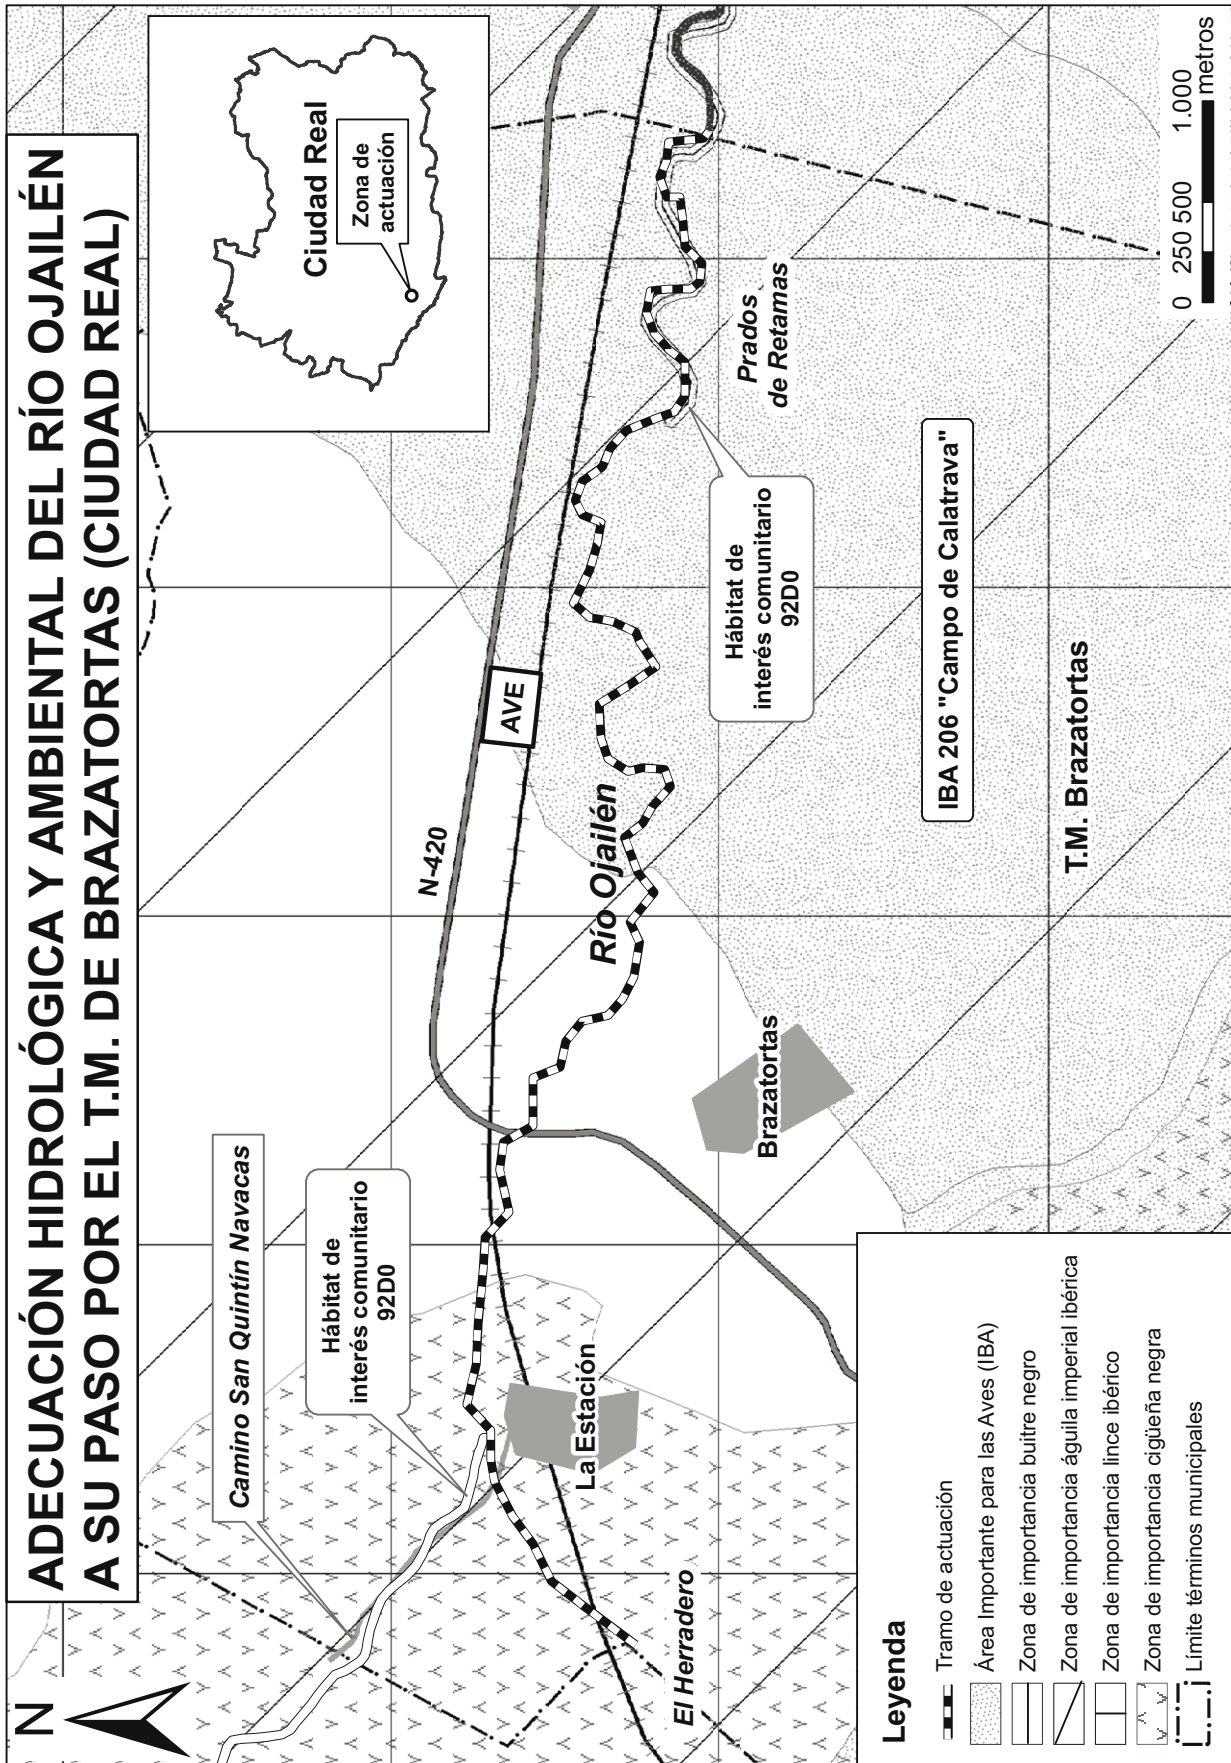 ADECUACIÓN HIDROLÓGICA Y AMBIENTAL DEL RÍO OJAILÉN
A SU PASO POR EL T.M. DE BRAZATORTAS (CIUDAD REAL)
N
Ciudad Real
Zona de
actuación
Camino San Quintín Navacas
Hábitat de
interés comunitario
92D0
N-420
AVE
Río Ojailén
La Estación
El Herradero
Brazatortas
Hábitat de
interés comunitario
92D0
Prados
de Retamas
IBA 206 "Campo de Calatrava"
T.M. Brazatortas
0 250 500 1.000
metros
Leyenda
Tramo de actuación
Área Importante para las Aves (IBA)
Zona de importancia buitre negro
Zona de importancia águila imperial ibérica
Zona de importancia lince ibérico
Zona de importancia cigüeña negra
Límite términos municipales